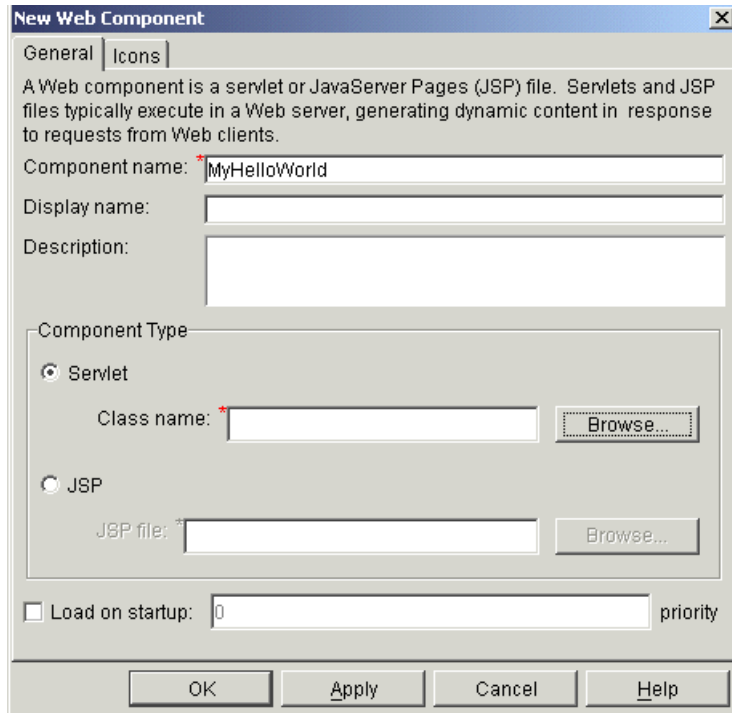 New Web Component
General Icons
A Web component is a servlet or JavaServer Pages (JSP) file. Servlets and JSP
files typically execute in a Web server, generating dynamic content in response
to requests from Web clients.
Component name: *MyHelloWorld
Display name:
Description:
Component Type
Servlet
Class name: * Browse...
JSP
JSP file: * Browse...
Load on startup: 0 priority
OK Apply Cancel Help